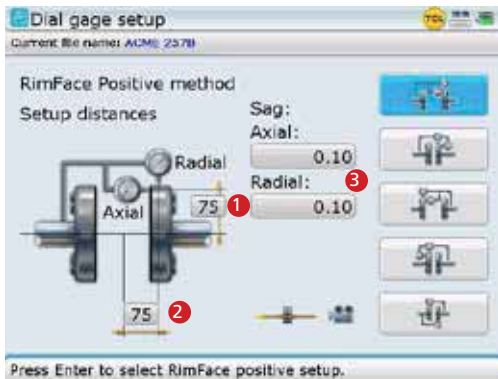 Dial gage setup
TOL
Current file name: ACME 257B
RimFace Positive method
Setup distances
Sag:
Axial:
0.10
Radial:
0.10
3
Radial
Axial
75
1
75
2
Press Enter to select RimFace positive setup.